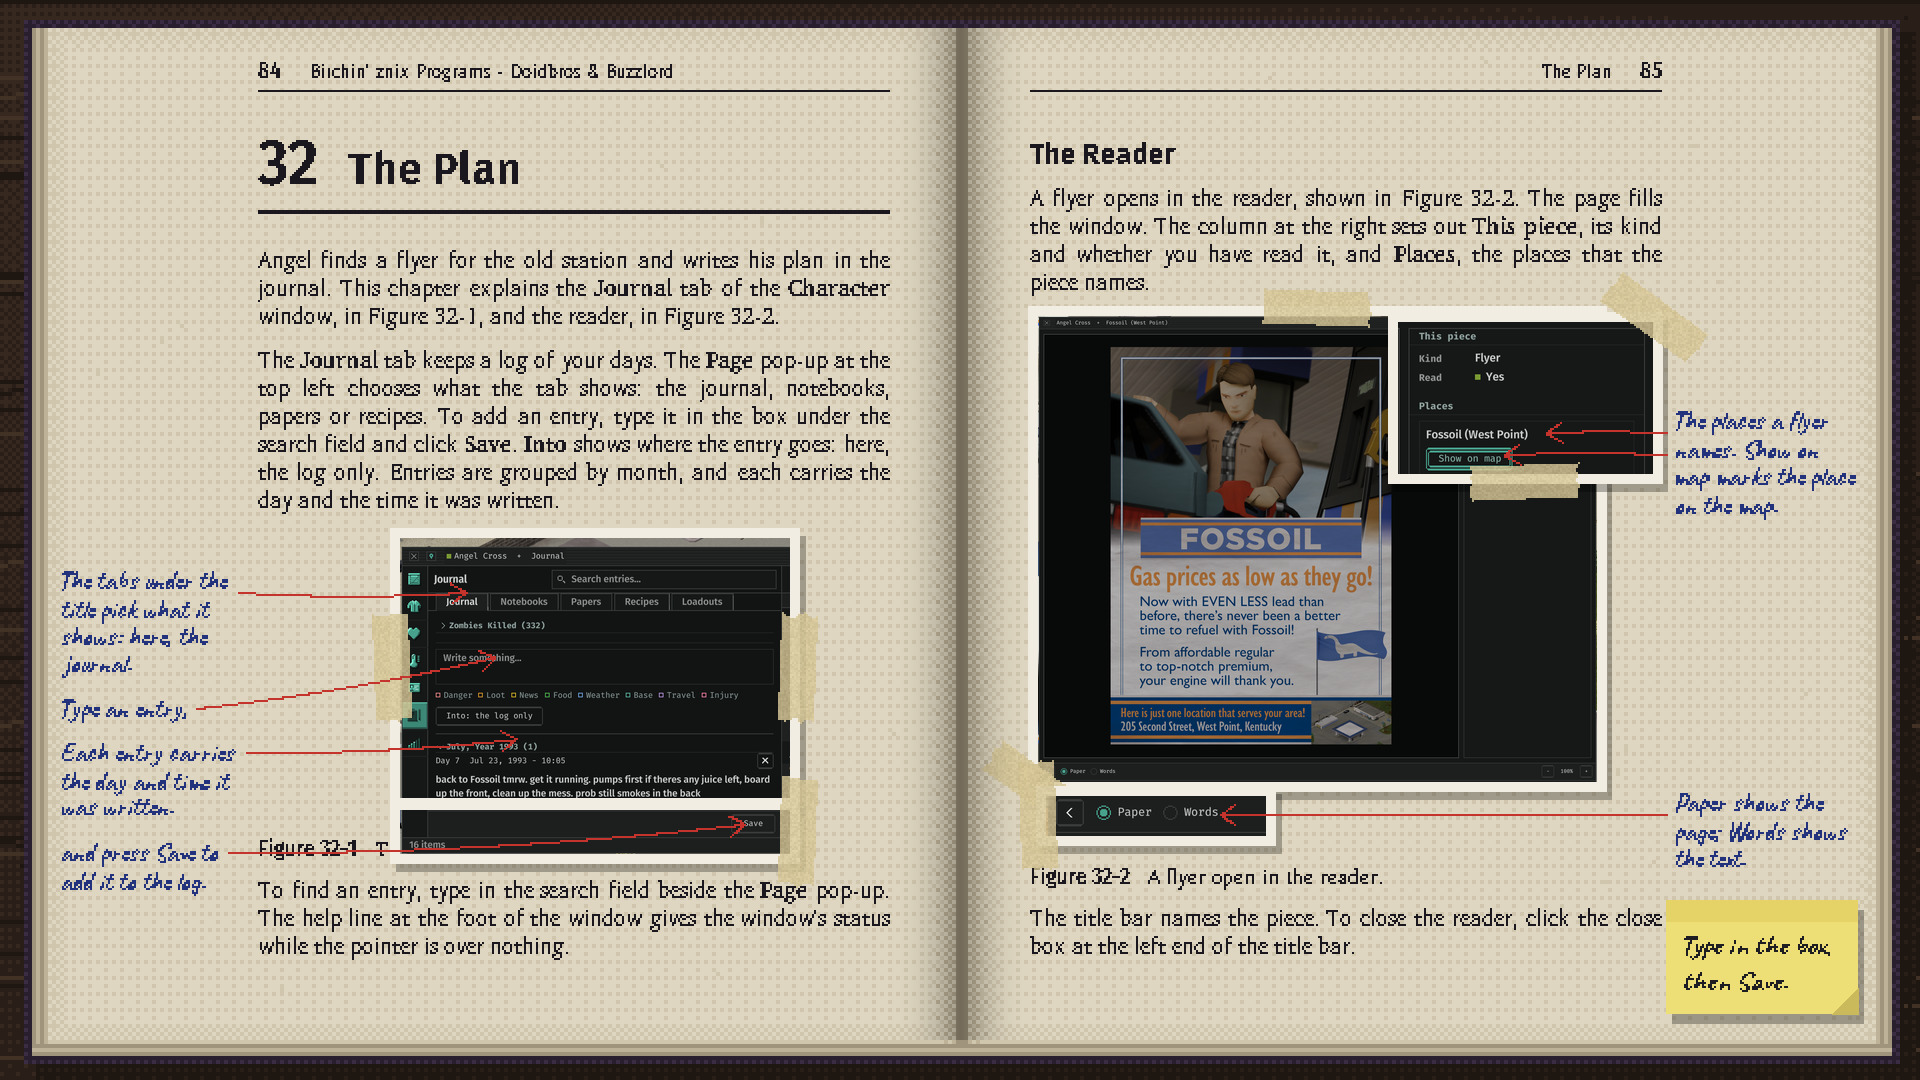 84 Birchin' znix Programs - Doidbros & Buzzlord
32 The Plan
Angel finds a flyer for the old station and writes his plan in the
journal. This chapter explains the Journal tab of the Character
window, in Figure 32-1, and the reader, in Figure 32-2.
The Journal tab keeps a log of your days. The Page pop-up at the
top left chooses what the tab shows: the journal, notebooks,
papers or recipes. To add an entry, type it in the box under the
search field and click Save. Into shows where the entry goes: here,
the log only. Entries are grouped by month, and each carries the
day and the time it was written.
The tabs under the
title pick what it
shows: here, the
journal.
Type an entry,
Each entry carries
the day and time it
was written.
and press Save to
add it to the log.
Angel Cross • Journal
Journal
Search entries...
Journal Notebooks Papers Recipes Loadouts
Zombies Killed (332)
Write something...
Danger Loot News Food Weather Base Travel Injury
Into: the log only
July, Year 1993 (1)
Day 7 Jul 23, 1993 - 10:05
back to Fossoil tmrw. get it running. pumps first if theres any juice left, board
up the front, clean up the mess. prob still smokes in the back
Save
16 items
Figure 32-1 T
To find an entry, type in the search field beside the Page pop-up.
The help line at the foot of the window gives the window's status
while the pointer is over nothing.
The Plan 85
The Reader
A flyer opens in the reader, shown in Figure 32-2. The page fills
the window. The column at the right sets out This piece, its kind
and whether you have read it, and Places, the places that the
piece names.
Angel Cross • Fossoil (West Point)
This piece
Kind Flyer
Read Yes
Places
Fossoil (West Point)
Show on map
The places a flyer
names. Show on
map marks the place
on the map.
FOSSOIL
Gas prices as low as they go!
Now with EVEN LESS lead than
before, there's never been a better
time to refuel with Fossoil!
From affordable regular
to top-notch premium,
your engine will thank you.
Here is just one location that serves your area!
205 Second Street, West Point, Kentucky
Paper Words
100%
Paper Words
Paper shows the
page; Words shows
the text.
Figure 32-2 A flyer open in the reader.
The title bar names the piece. To close the reader, click the close
box at the left end of the title bar.
Type in the box,
then Save.